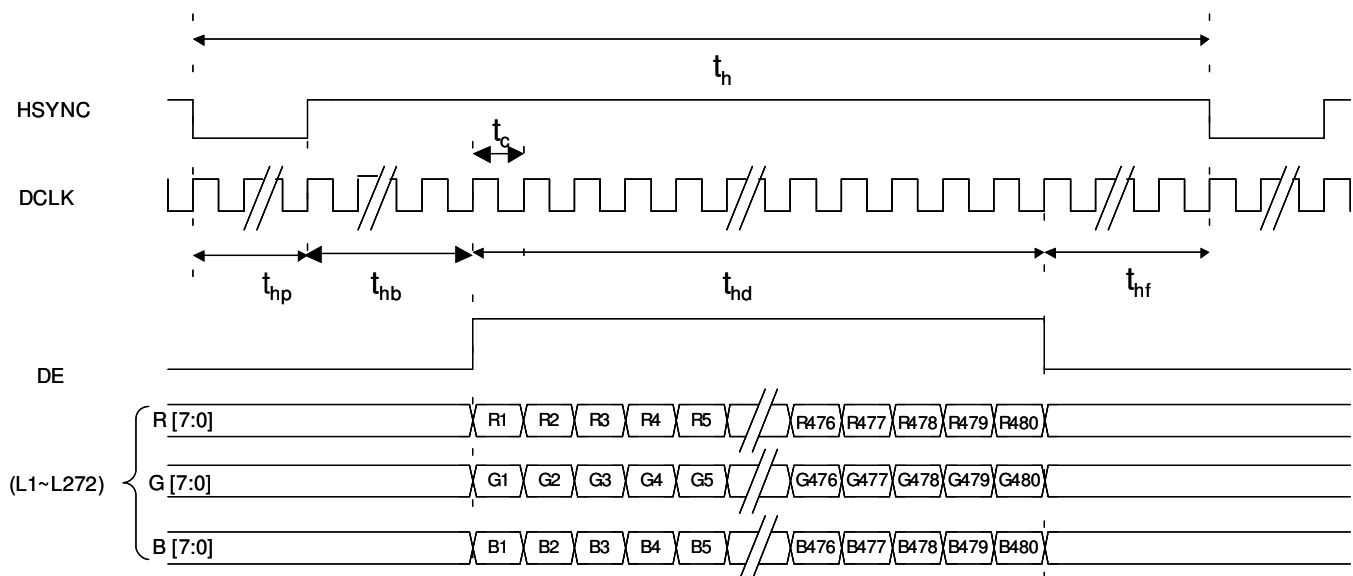 th
HSYNC
tc
DCLK
thp thb thd thf
DE
R [7:0] R1 R2 R3 R4 R5 R476 R477 R478 R479 R480
(L1~L272) G [7:0] G1 G2 G3 G4 G5 G476 G477 G478 G479 G480
B [7:0] B1 B2 B3 B4 B5 B476 B477 B478 B479 B480